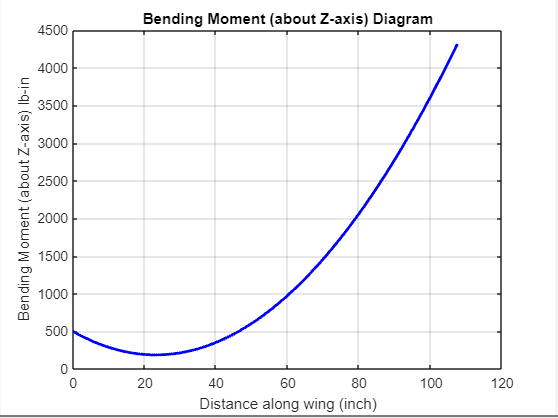 Bending Moment (about Z-axis) Diagram
Bending Moment (about Z-axis) lb-in
4500
4000
3500
3000
2500
2000
1500
1000
500
0
0 20 40 60 80 100 120
Distance along wing (inch)